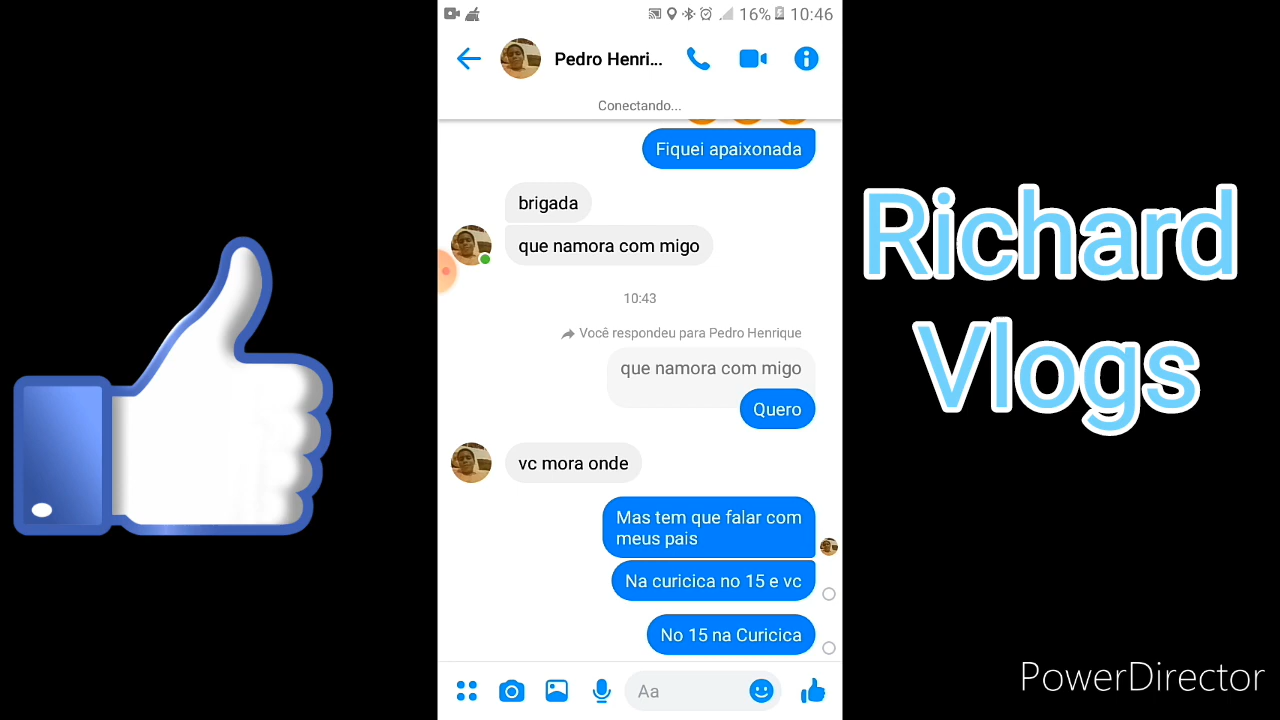 16% 10:46
Pedro Henri...
Conectando...
Fiquei apaixonada
brigada
que namora com migo
10:43
Você respondeu para Pedro Henrique
que namora com migo
Quero
vc mora onde
Mas tem que falar com
meus pais
Na curicica no 15 e vc
No 15 na Curicica
Aa
Richard
Vlogs
PowerDirector